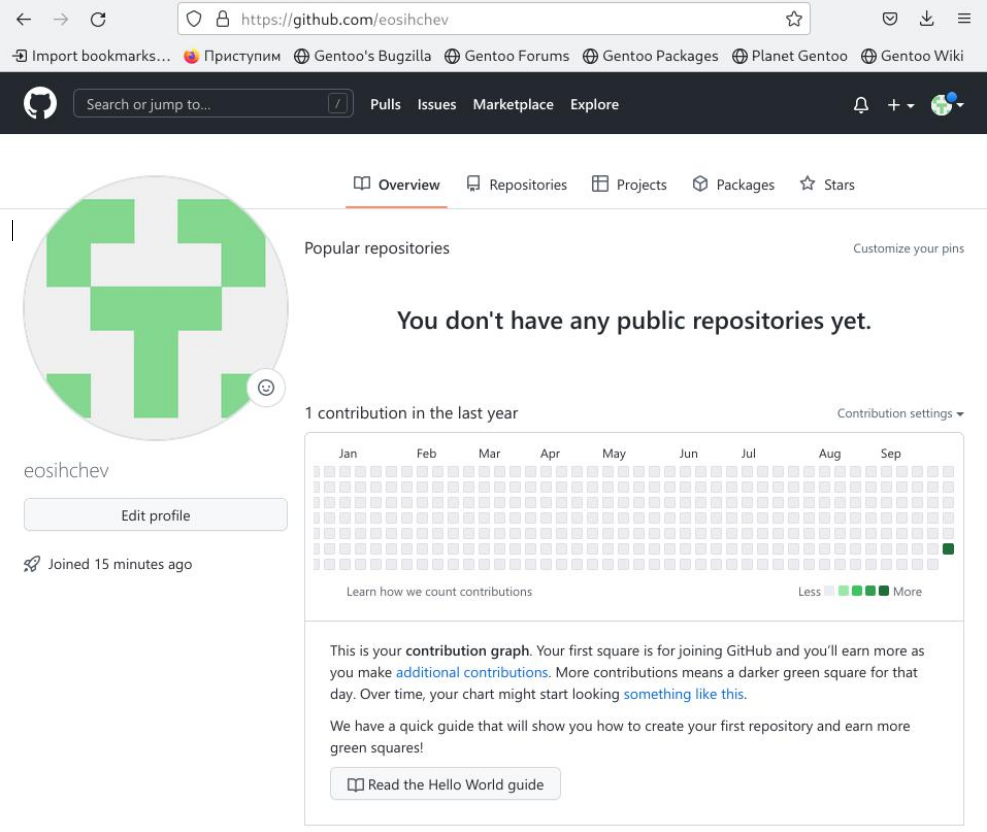 https://github.com/eosihchev
Import bookmarks... Приступим Gentoo's Bugzilla Gentoo Forums Gentoo Packages Planet Gentoo Gentoo Wiki
Search or jump to... / Pulls Issues Marketplace Explore
Overview Repositories Projects Packages Stars
Popular repositories Customize your pins
You don't have any public repositories yet.
1 contribution in the last year Contribution settings
Jan Feb Mar Apr May Jun Jul Aug Sep
Learn how we count contributions Less More
eosihchev
Edit profile
Joined 15 minutes ago
This is your contribution graph. Your first square is for joining GitHub and you'll earn more as
you make additional contributions. More contributions means a darker green square for that
day. Over time, your chart might start looking something like this.
We have a quick guide that will show you how to create your first repository and earn more
green squares!
Read the Hello World guide